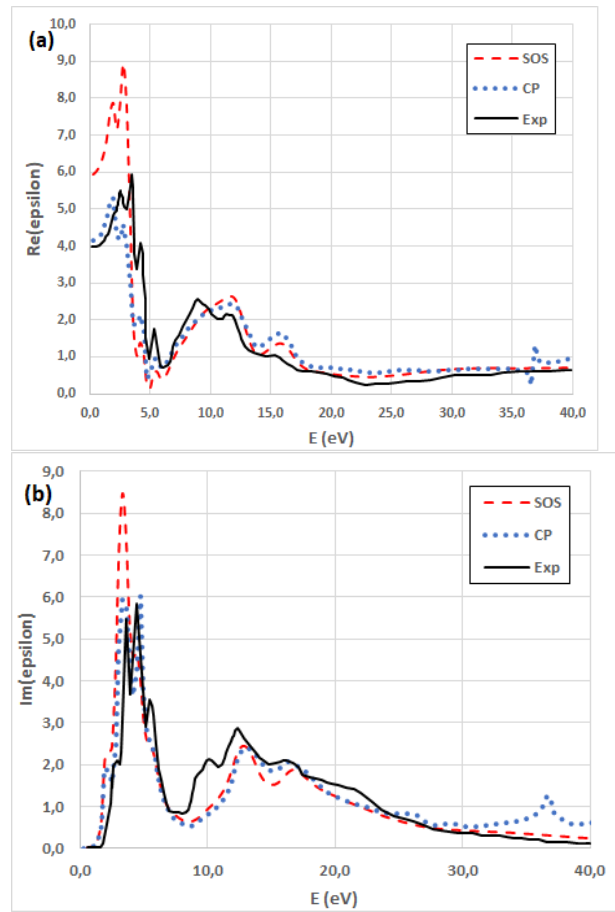 (a)
10,0
9,0
8,0
7,0
6,0
5,0
4,0
3,0
2,0
1,0
0,0
Re(epsilon)
SOS
CP
Exp
0,0 5,0 10,0 15,0 20,0 25,0 30,0 35,0 40,0
E (eV)
(b)
9,0
8,0
7,0
6,0
5,0
4,0
3,0
2,0
1,0
0,0
Im(epsilon)
SOS
CP
Exp
0,0 10,0 20,0 30,0 40,0
E (eV)